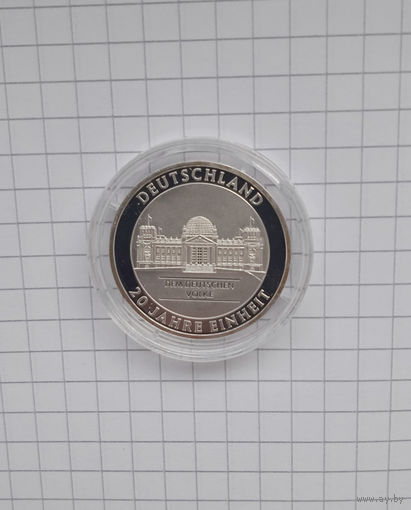 DEUTSCHLAND
DEM DEUTSCHEN
VOLKE
20 JAHRE EINHEIT
www.ay.by